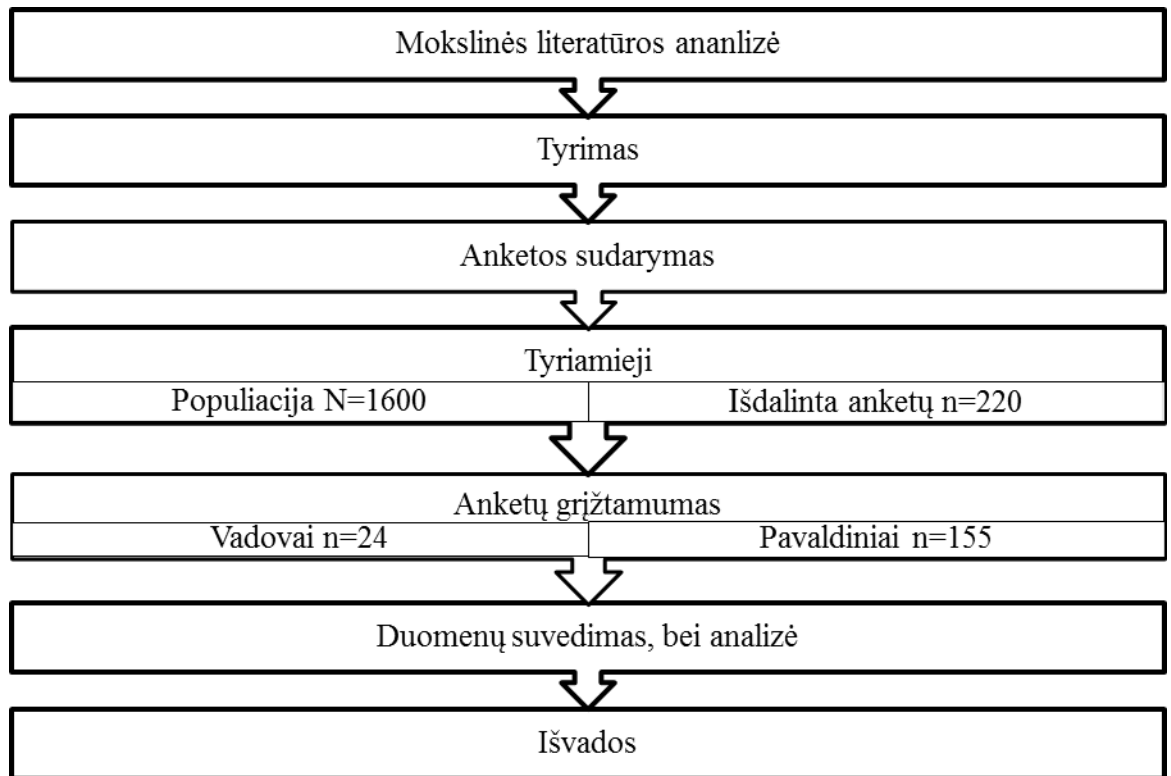 Mokslinės literatūros ananlizė
Tyrimas
Anketos sudarymas
Tyriamieji
Populiacija N=1600
Išdalinta anketų n=220
Anketų grįžtamumas
Vadovai n=24
Pavaldiniai n=155
Duomenų suvedimas, bei analizė
Išvados